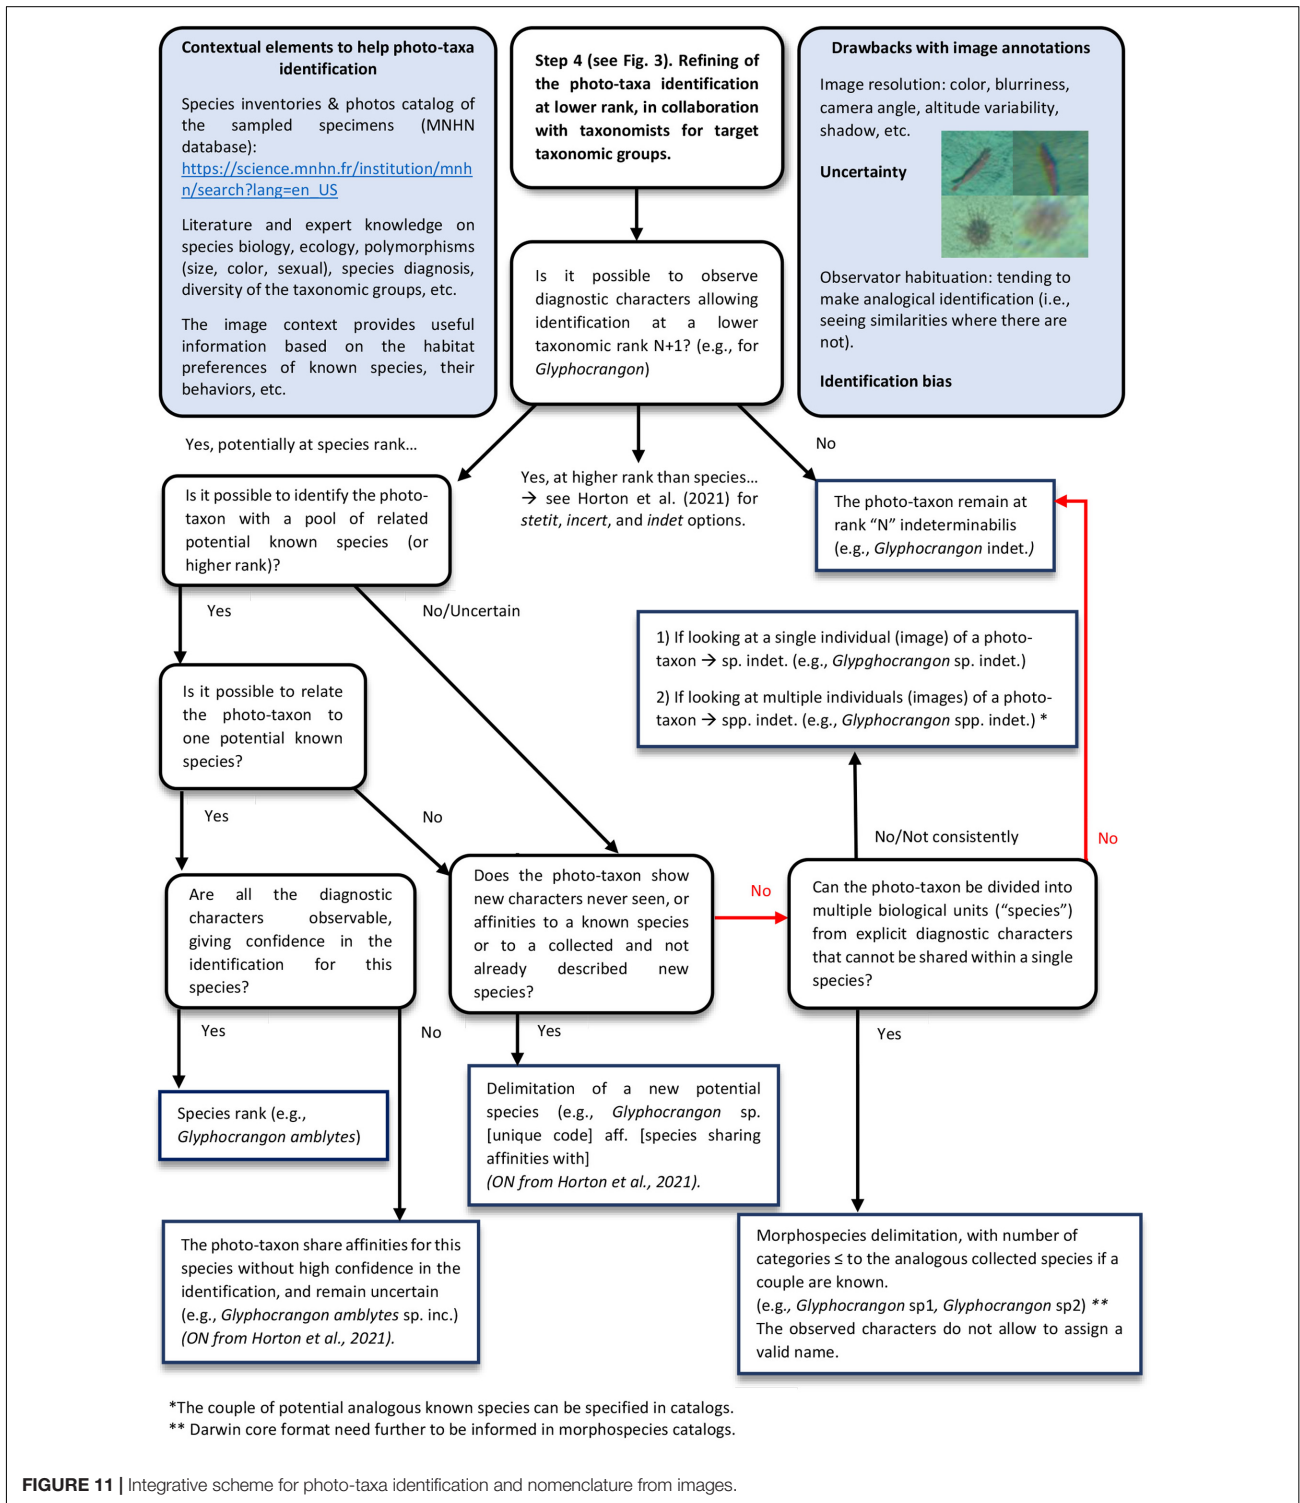 Contextual elements to help photo-taxa
identification
Species inventories & photos catalog of
the sampled specimens (MNHN
database):
https://science.mnhn.fr/institution/mnh
n/search?lang=en_US
Literature and expert knowledge on
species biology, ecology, polymorphisms
(size, color, sexual), species diagnosis,
diversity of the taxonomic groups, etc.
The image context provides useful
information based on the habitat
preferences of known species, their
behaviors, etc.
Step 4 (see Fig. 3). Refining of
the photo-taxa identification
at lower rank, in collaboration
with taxonomists for target
taxonomic groups.
Drawbacks with image annotations
Image resolution: color, blurriness,
camera angle, altitude variability,
shadow, etc.
Uncertainty
Observator habituation: tending to
make analogical identification (i.e.,
seeing similarities where there are
not).
Identification bias
Is it possible to observe
diagnostic characters allowing
identification at a lower
taxonomic rank N+1? (e.g., for
Glyphocrangon)
Yes, potentially at species rank...
Yes, at higher rank than species...
→ see Horton et al. (2021) for
stetit, incert, and indet options.
No
Is it possible to identify the photo-
taxon with a pool of related
potential known species (or
higher rank)?
The photo-taxon remain at
rank “N” indeterminabilis
(e.g., Glyphocrangon indet.)
Yes
No/Uncertain
1) If looking at a single individual (image) of a photo-
taxon → sp. indet. (e.g., Glypghocrangon sp. indet.)
2) If looking at multiple individuals (images) of a photo-
taxon → spp. indet. (e.g., Glyphocrangon spp. indet.) *
Is it possible to relate
the photo-taxon to
one potential known
species?
Yes
No
No/Not consistently
No
Are all the diagnostic
characters observable,
giving confidence in the
identification for this
species?
Does the photo-taxon show
new characters never seen, or
affinities to a known species
or to a collected and not
already described new
species?
No
Can the photo-taxon be divided into
multiple biological units (“species”)
from explicit diagnostic characters
that cannot be shared within a single
species?
Yes
No
Yes
Yes
Species rank (e.g.,
Glyphocrangon amblytes)
Delimitation of a new potential
species (e.g., Glyphocrangon sp.
[unique code] aff. [species sharing
affinities with]
(ON from Horton et al., 2021).
The photo-taxon share affinities for this
species without high confidence in the
identification, and remain uncertain
(e.g., Glyphocrangon amblytes sp. inc.)
(ON from Horton et al., 2021).
Morphospecies delimitation, with number of
categories ≤ to the analogous collected species if a
couple are known.
(e.g., Glyphocrangon sp1, Glyphocrangon sp2) **
The observed characters do not allow to assign a
valid name.
*The couple of potential analogous known species can be specified in catalogs.
** Darwin core format need further to be informed in morphospecies catalogs.
FIGURE 11 | Integrative scheme for photo-taxa identification and nomenclature from images.